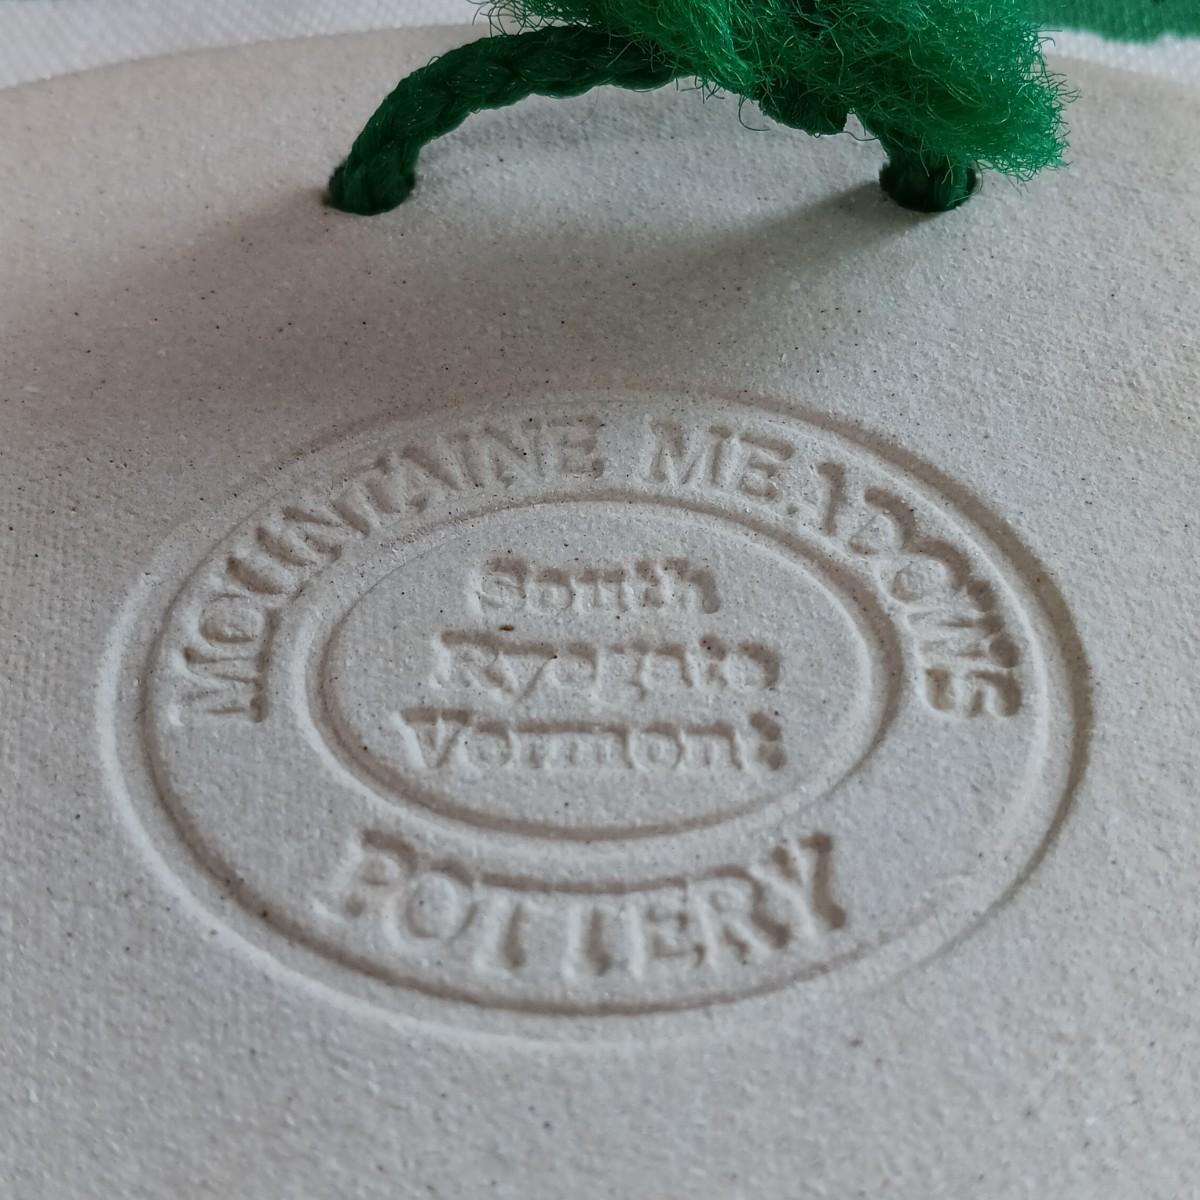 MOUNTAINE MEADOWS
South
Ryegate
Vermont
POTTERY